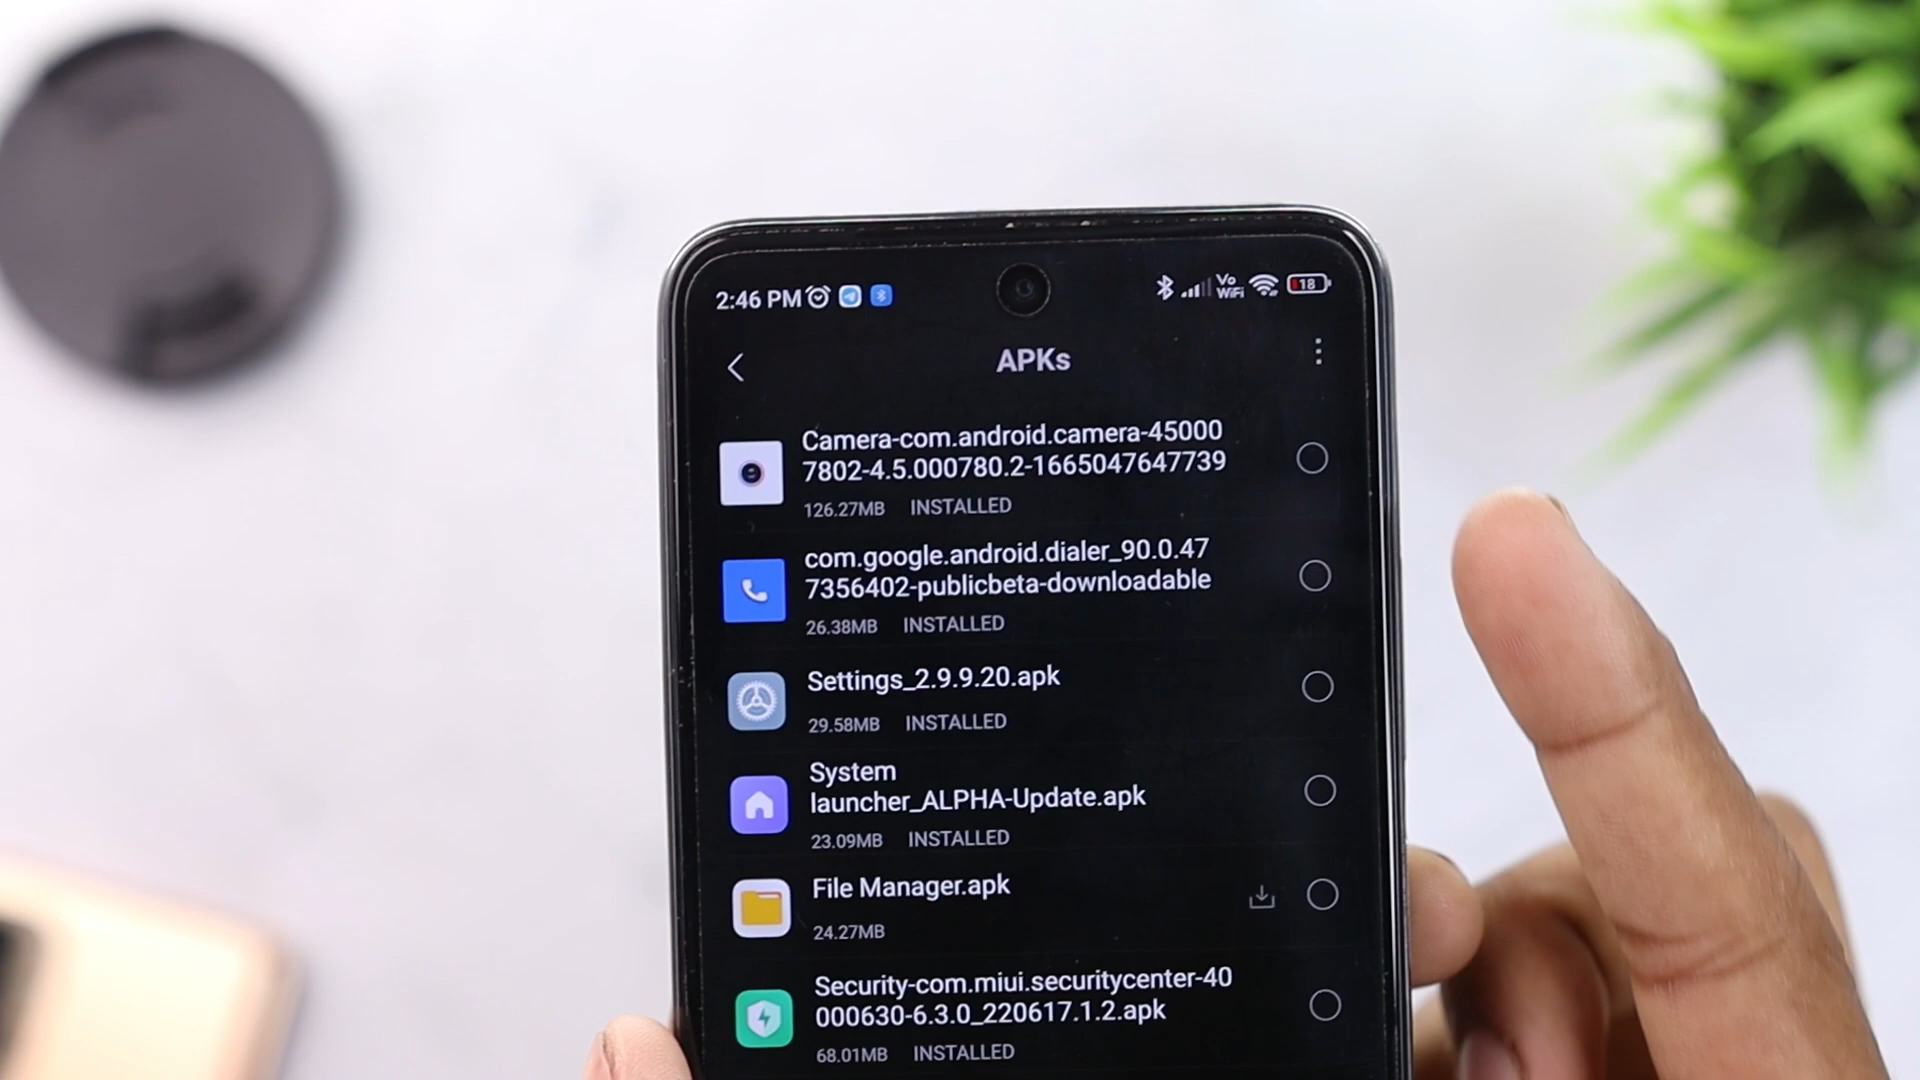 2:46 PM
Vo
WiFi
18
APKs
Camera-com.android.camera-45000
7802-4.5.000780.2-1665047647739
126.27MB INSTALLED
com.google.android.dialer_90.0.47
7356402-publicbeta-downloadable
26.38MB INSTALLED
Settings_2.9.9.20.apk
29.58MB INSTALLED
System
launcher_ALPHA-Update.apk
23.09MB INSTALLED
File Manager.apk
24.27MB
Security-com.miui.securitycenter-40
000630-6.3.0_220617.1.2.apk
68.01MB INSTALLED